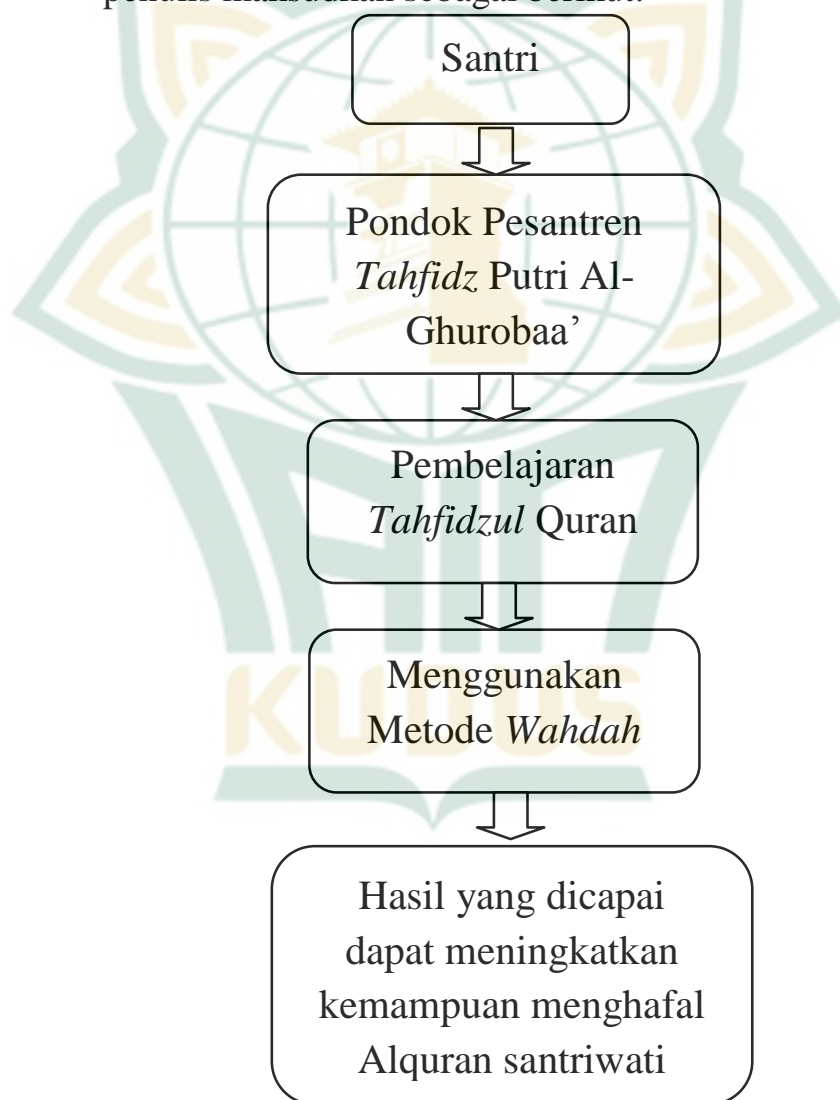 penulis maksudkan sebagai berikut:
Santri
Pondok Pesantren
Tahfidz Putri Al-
Ghurobaa’
Pembelajaran
Tahfidzul Quran
Menggunakan
Metode Wahdah
KUDUS
Hasil yang dicapai
dapat meningkatkan
kemampuan menghafal
Alquran santriwati